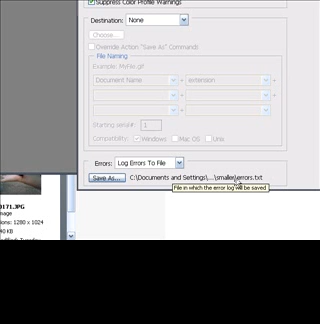 Suppress Color Profile Warnings
Destination: None
Choose...
Override Action "Save As" Commands
File Naming
Example: MyFile.gif
Document Name + extension +
+ +
+
Starting serial#: 1
Compatibility: Windows Mac OS Unix
Errors: Log Errors To File
Save As... C:\Documents and Settings\...\smaller\errors.txt
File in which the error log will be saved
0171.JPG
mage
ions: 1280 x 1024
40 KB